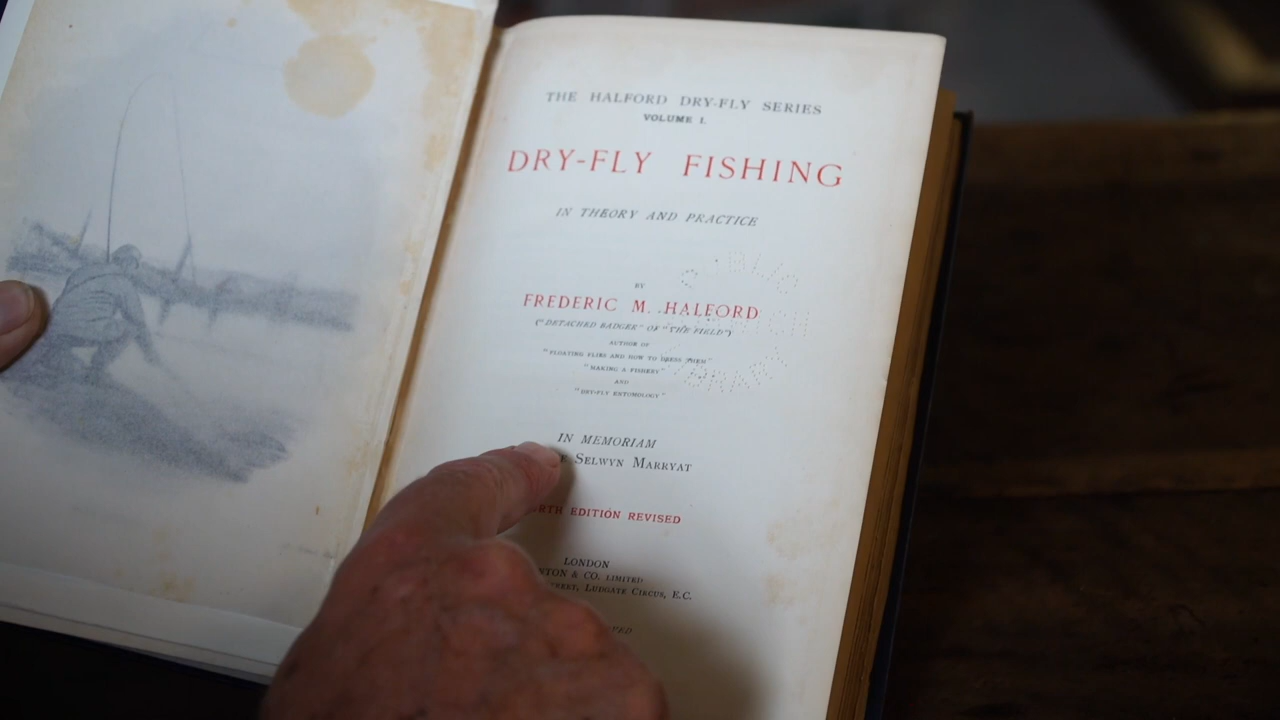 THE HALFORD DRY-FLY SERIES
VOLUME I.
DRY-FLY FISHING
IN THEORY AND PRACTICE
BY
FREDERIC M. HALFORD
("DETACHED BADGER" OF "THE FIELD")
AUTHOR OF
"FLOATING FLIES AND HOW TO DRESS THEM"
"MAKING A FISHERY"
AND
"DRY-FLY ENTOMOLOGY"
PUBLIC
LIBRARY
IN MEMORIAM
SELWYN MARRYAT
EDITION REVISED
LONDON
& CO. LIMITED
LUDGATE CIRCUS, E.C.